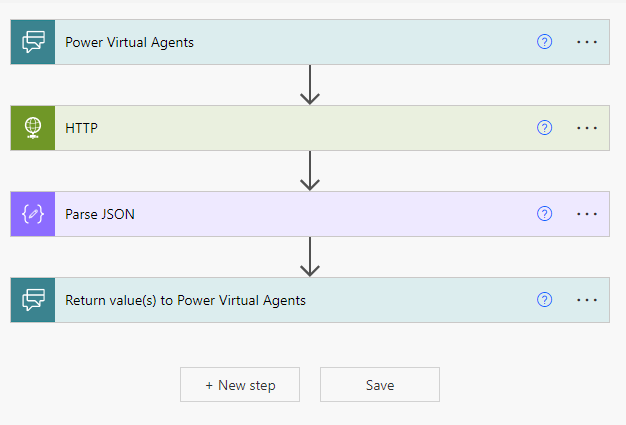 Power Virtual Agents
HTTP
Parse JSON
Return value(s) to Power Virtual Agents
+ New step
Save